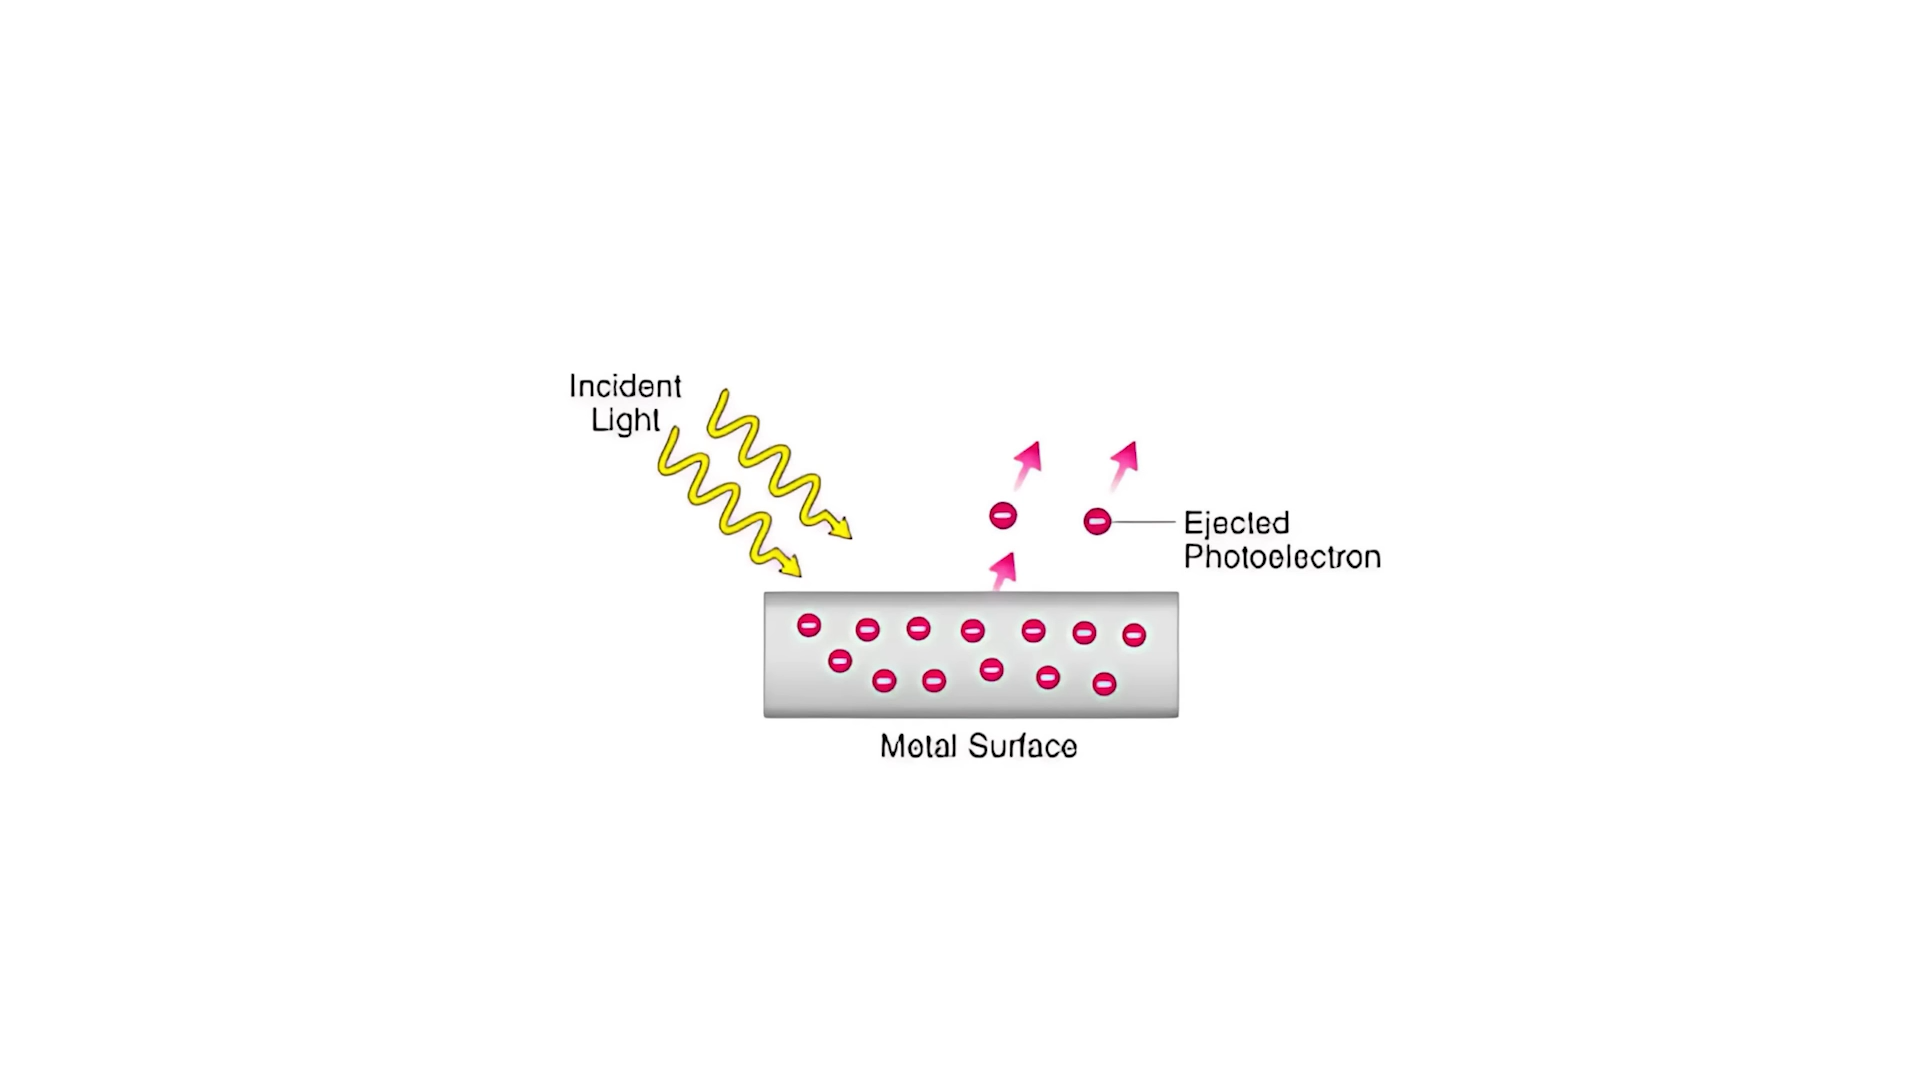 Incident
Light
Ejected
Photoelectron
Metal Surface